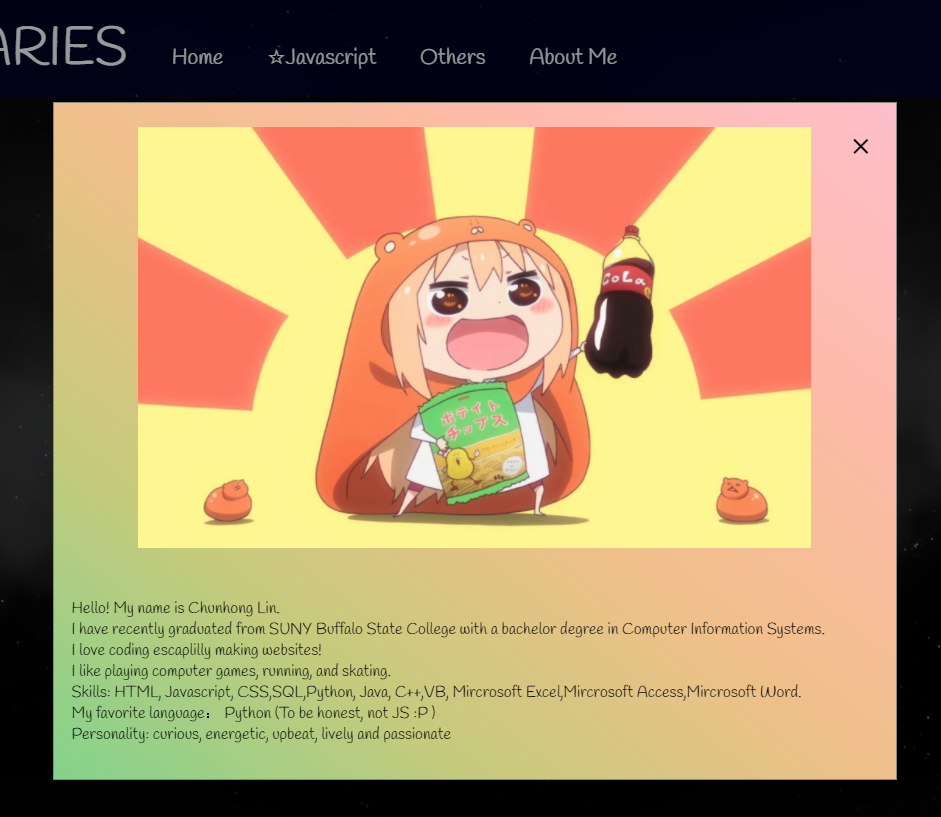 ARIES
Home ☆Javascript Others About Me
CoLa
ポテイト
チップス
Hello! My name is Chunhong Lin.
I have recently graduated from SUNY Buffalo State College with a bachelor degree in Computer Information Systems.
I love coding escaplilly making websites!
I like playing computer games, running, and skating.
Skills: HTML, Javascript, CSS,SQL,Python, Java, C++,VB, Mircrosoft Excel,Mircrosoft Access,Mircrosoft Word.
My favorite language： Python (To be honest, not JS :P )
Personality: curious, energetic, upbeat, lively and passionate